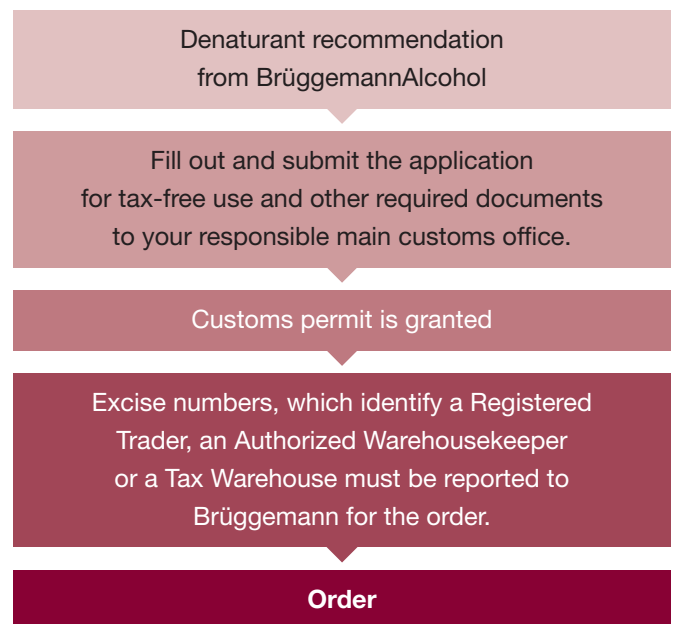 Denaturant recommendation
from BrüggemannAlcohol
Fill out and submit the application
for tax-free use and other required documents
to your responsible main customs office.
Customs permit is granted
Excise numbers, which identify a Registered
Trader, an Authorized Warehousekeeper
or a Tax Warehouse must be reported to
Brüggemann for the order.
Order